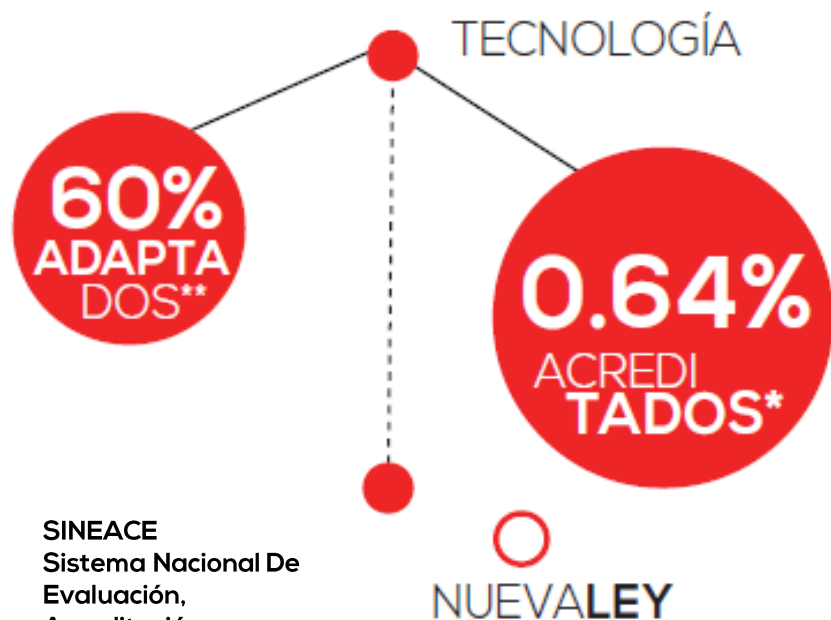 TECNOLOGÍA
60%
ADAPTA
DOS**
0.64%
ACREDI
TADOS*
SINEACE
Sistema Nacional De
Evaluación,
NUEVALEY